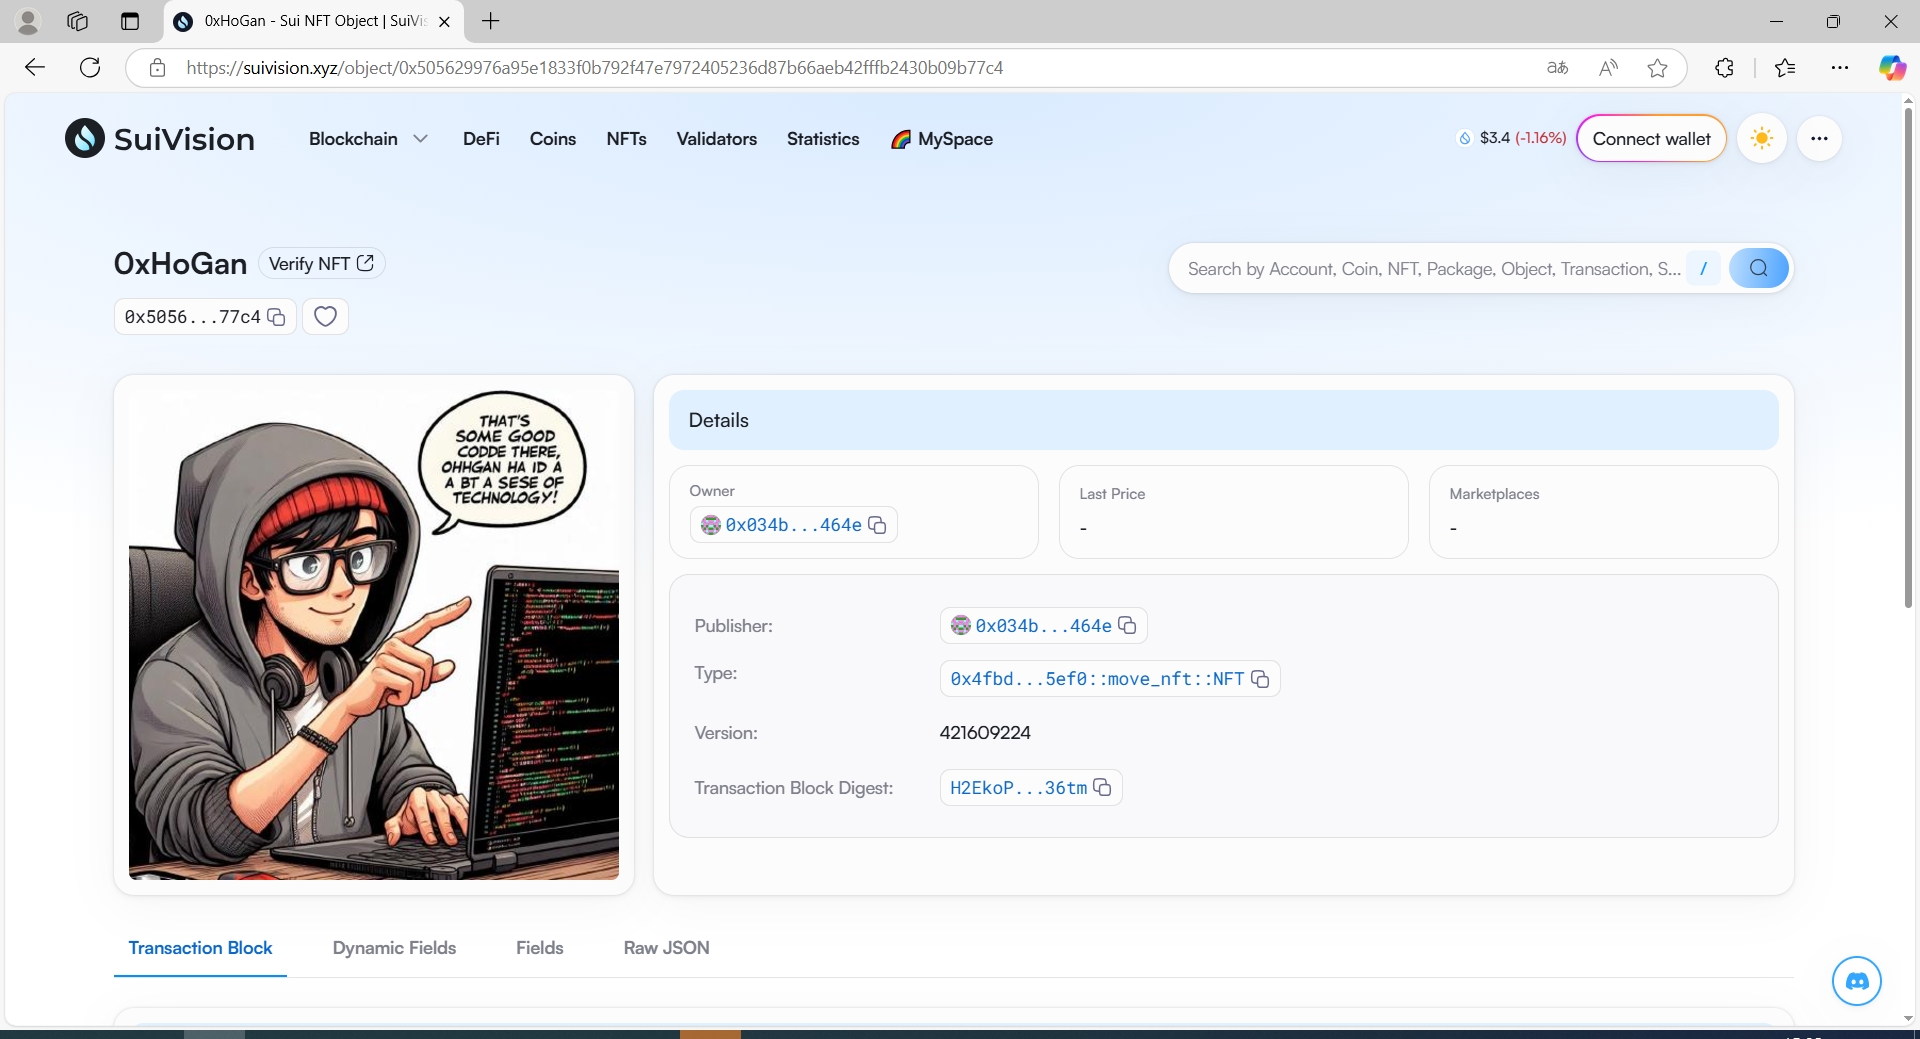 0xHoGan - Sui NFT Object | SuiVis
https://suivision.xyz/object/0x505629976a95e1833f0b792f47e7972405236d87b66aeb42fffb2430b09b77c4
SuiVision Blockchain DeFi Coins NFTs Validators Statistics MySpace $3.4 (-1.16%) Connect wallet
0xHoGan Verify NFT
Search by Account, Coin, NFT, Package, Object, Transaction, S... /
0x5056...77c4
THAT'S
SOME GOOD
CODDE THERE,
OHHGAN HA ID A
A BT A SESE OF
TECHNOLOGY!
Details
Owner
0x034b...464e
Last Price
-
Marketplaces
-
Publisher: 0x034b...464e
Type: 0x4fbd...5ef0::move_nft::NFT
Version: 421609224
Transaction Block Digest: H2EkoP...36tm
Transaction Block Dynamic Fields Fields Raw JSON